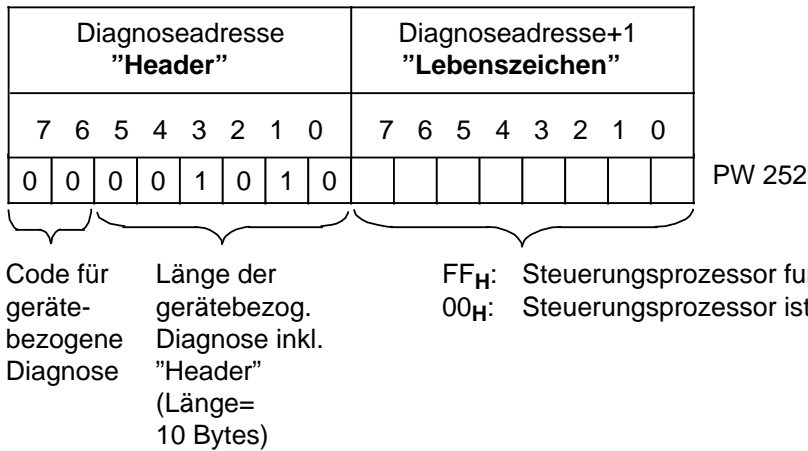 Diagnoseadresse Diagnoseadresse+1
”Header” ”Lebenszeichen”
7 6 5 4 3 2 1 0 7 6 5 4 3 2 1 0
0 0 0 0 1 0 1 0 PW 252
Code für Länge der FFH: Steuerungsprozessor
geräte- gerätebezog. 00H: Steuerungsprozessor ist
bezogene Diagnose inkl.
Diagnose ”Header”
(Länge=
10 Bytes)